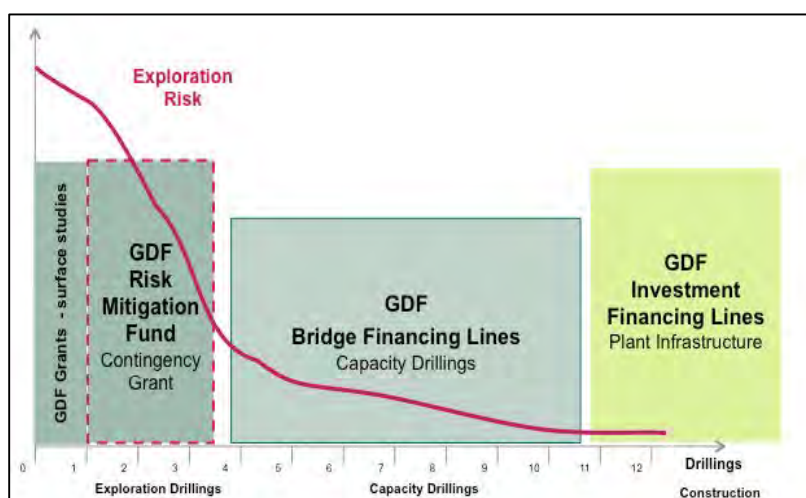 Exploration
Risk
GDF Grants - surface studies
GDF
Risk
Mitigation
Fund
Contingency
Grant
GDF
Bridge Financing Lines
Capacity Drillings
GDF
Investment
Financing Lines
Plant Infrastructure
0 1 2 3 4 5 6 7 8 9 10 11 12 Drillings
Exploration Drillings Capacity Drillings Construction